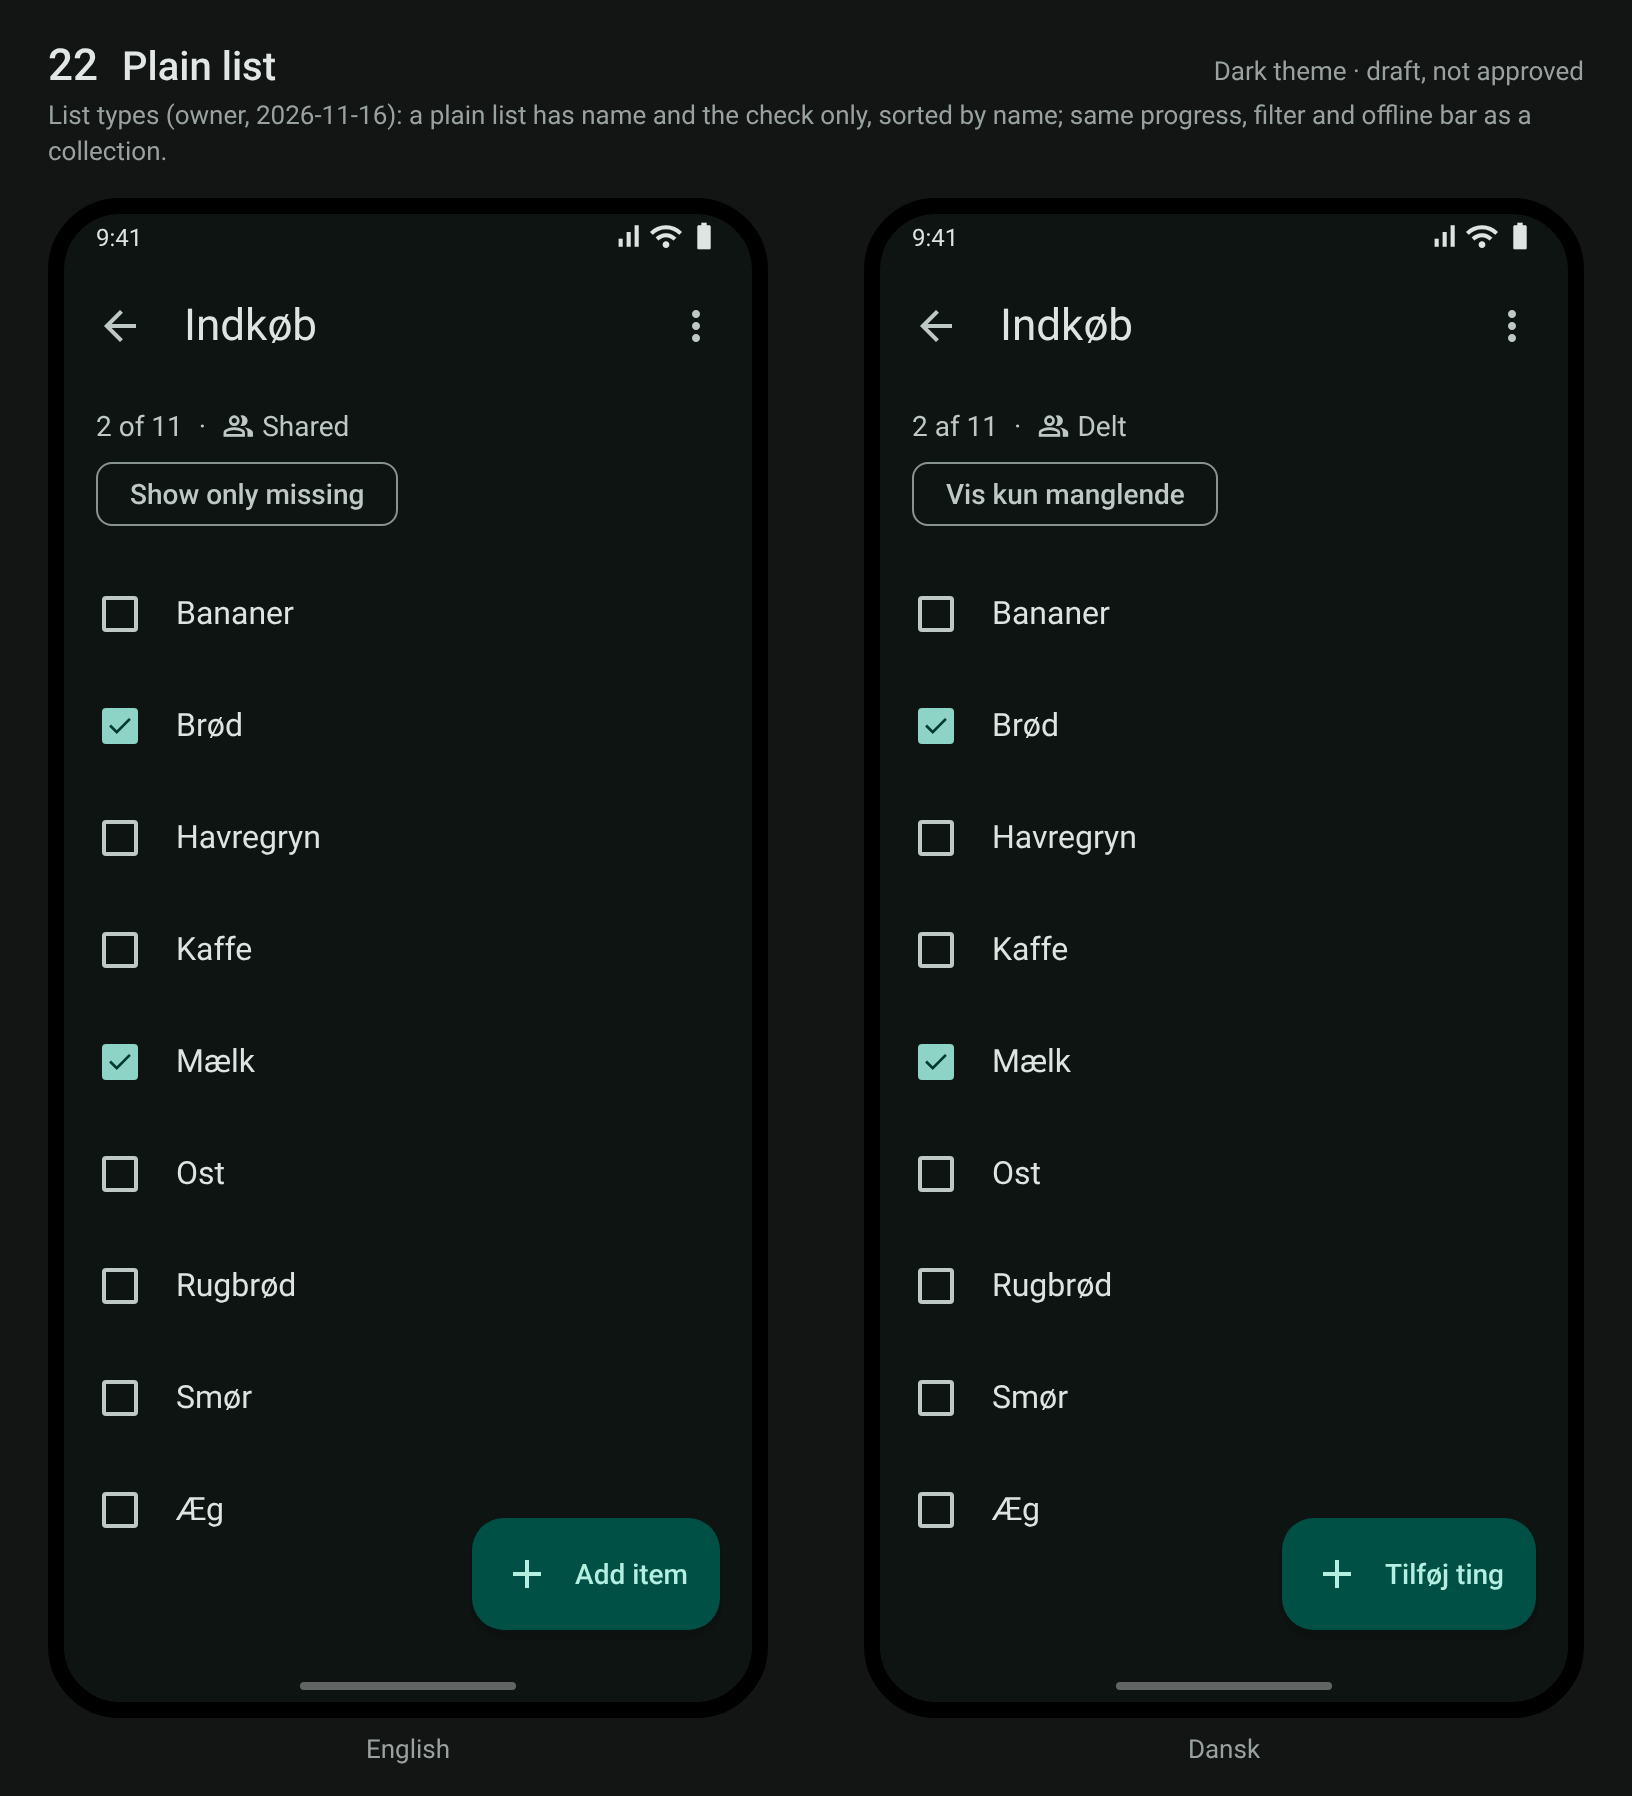 22 Plain list
Dark theme · draft, not approved
List types (owner, 2026-11-16): a plain list has name and the check only, sorted by name; same progress, filter and offline bar as a
collection.
9:41
Indkøb
2 of 11 · Shared
Show only missing
Bananer
Brød
Havregryn
Kaffe
Mælk
Ost
Rugbrød
Smør
Æg
Add item
English
9:41
Indkøb
2 af 11 · Delt
Vis kun manglende
Bananer
Brød
Havregryn
Kaffe
Mælk
Ost
Rugbrød
Smør
Æg
Tilføj ting
Dansk